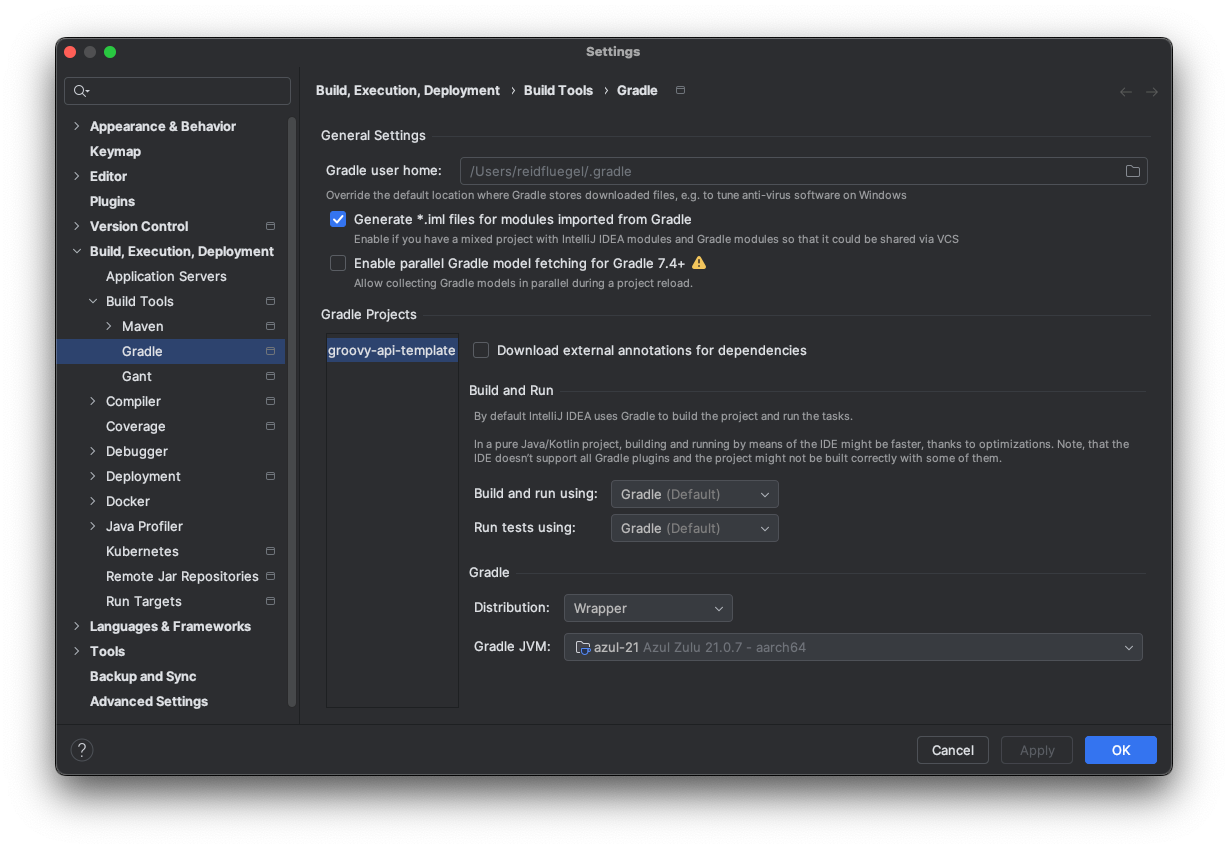 Settings
Build, Execution, Deployment › Build Tools › Gradle
Appearance & Behavior
Keymap
Editor
Plugins
Version Control
Build, Execution, Deployment
Application Servers
Build Tools
Maven
Gradle
Gant
Compiler
Coverage
Debugger
Deployment
Docker
Java Profiler
Kubernetes
Remote Jar Repositories
Run Targets
Languages & Frameworks
Tools
Backup and Sync
Advanced Settings
General Settings
Gradle user home: /Users/reidfluegel/.gradle
Override the default location where Gradle stores downloaded files, e.g. to tune anti-virus software on Windows
Generate *.iml files for modules imported from Gradle
Enable if you have a mixed project with IntelliJ IDEA modules and Gradle modules so that it could be shared via VCS
Enable parallel Gradle model fetching for Gradle 7.4+
Allow collecting Gradle models in parallel during a project reload.
Gradle Projects
groovy-api-template
Download external annotations for dependencies
Build and Run
By default IntelliJ IDEA uses Gradle to build the project and run the tasks.
In a pure Java/Kotlin project, building and running by means of the IDE might be faster, thanks to optimizations. Note, that the
IDE doesn't support all Gradle plugins and the project might not be built correctly with some of them.
Build and run using: Gradle (Default)
Run tests using: Gradle (Default)
Gradle
Distribution: Wrapper
Gradle JVM: azul-21 Azul Zulu 21.0.7 - aarch64
?
Cancel
Apply
OK